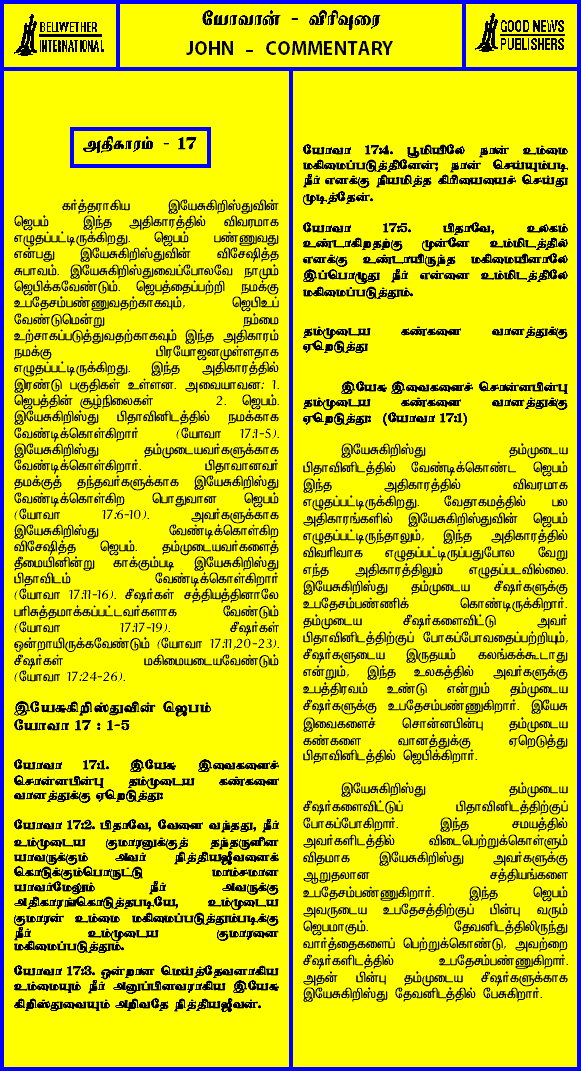 BELLWETHER
INTERNATIONAL
யோவான் - விரிவுரை
JOHN - COMMENTARY
GOOD NEWS
PUBLISHERS
அதிகாரம் - 17
கர்த்தராகிய இயேசுகிறிஸ்துவின்
ஜெபம் இந்த அதிகாரத்தில் விவரமாக
எழுதப்பட்டிருக்கிறது. ஜெபம் பண்ணுவது
என்பது இயேசுகிறிஸ்துவின் விசேஷித்த
சுபாவம். இயேசுகிறிஸ்துவைப்போலவே நாமும்
ஜெபிக்கவேண்டும். ஜெபத்தைப்பற்றி நமக்கு
உபதேசம்பண்ணுவதற்காகவும், ஜெபிஉப்
வேண்டுமென்று நம்மை
உற்சாகப்படுத்துவதற்காகவும் இந்த அதிகாரம்
நமக்கு பிரயோஜனமுள்ளதாக
எழுதப்பட்டிருக்கிறது. இந்த அதிகாரத்தில்
இரண்டு பகுதிகள் உள்ளன. அவையாவன: 1.
ஜெபத்தின் சூழ்நிலைகள் 2. ஜெபம்.
இயேசுகிறிஸ்து பிதாவினிடத்தில் நமக்காக
வேண்டிக்கொள்கிறார் (யோவா 17:1-5).
இயேசுகிறிஸ்து தம்முடையவர்களுக்காக
வேண்டிக்கொள்கிறார். பிதாவானவர்
தமக்குத் தந்தவர்களுக்காக இயேசுகிறிஸ்து
வேண்டிக்கொள்கிற பொதுவான ஜெபம்
(யோவா 17:6-10). அவர்களுக்காக
இயேசுகிறிஸ்து வேண்டிக்கொள்கிற
விசேஷித்த ஜெபம். தம்முடையவர்களைத்
தீமையினின்று காக்கும்படி இயேசுகிறிஸ்து
பிதாவிடம் வேண்டிக்கொள்கிறார்
(யோவா 17:11-16). சீஷர்கள் சத்தியத்தினாலே
பரிசுத்தமாக்கப்பட்டவர்களாக வேண்டும்
(யோவா 17:17-19). சீஷர்கள்
ஒன்றாயிருக்கவேண்டும் (யோவா 17:11,20-23).
சீஷர்கள் மகிமையடையவேண்டும்
(யோவா 17:24-26).
இயேசுகிறிஸ்துவின் ஜெபம்
யோவா 17 : 1-5
யோவா 17:1. இயேசு இவைகளைச்
சொன்னபின்பு தம்முடைய கண்களை
வானத்துக்கு ஏறெடுத்து:
யோவா 17:2. பிதாவே, வேளை வந்தது, நீர்
உம்முடைய குமாரனுக்குத் தந்தருளின
யாவருக்கும் அவர் நித்தியஜீவனைக்
கொடுக்கும்பொருட்டு மாம்சமான
யாவர்மேலும் நீர் அவருக்கு
அதிகாரங்கொடுத்தபடியே, உம்முடைய
குமாரன் உம்மை மகிமைப்படுத்தும்படிக்கு
நீர் உம்முடைய குமாரனை
மகிமைப்படுத்தும்.
யோவா 17:3. ஒன்றான மெய்த்தேவனாகிய
உம்மையும் நீர் அனுப்பினவராகிய இயேசு
கிறிஸ்துவையும் அறிவதே நித்தியஜீவன்.
யோவா 17:4. பூமியிலே நான் உம்மை
மகிமைப்படுத்தினேன்; நான் செய்யும்படி
நீர் எனக்கு நியமித்த கிரியையைச் செய்து
முடித்தேன்.
யோவா 17:5. பிதாவே, உலகம்
உண்டாகிறதற்கு முன்னே உம்மிடத்தில்
எனக்கு உண்டாயிருந்த மகிமையினாலே
இப்பொழுது நீர் என்னை உம்மிடத்திலே
மகிமைப்படுத்தும்.
தம்முடைய கண்களை வானத்துக்கு
ஏறெடுத்து
இயேசு இவைகளைச் சொன்னபின்பு
தம்முடைய கண்களை வானத்துக்கு
ஏறெடுத்து: (யோவா 17:1)
இயேசுகிறிஸ்து தம்முடைய
பிதாவினிடத்தில் வேண்டிக்கொண்ட ஜெபம்
இந்த அதிகாரத்தில் விவரமாக
எழுதப்பட்டிருக்கிறது. வேதாகமத்தில் பல
அதிகாரங்களில் இயேசுகிறிஸ்துவின் ஜெபம்
எழுதப்பட்டிருந்தாலும், இந்த அதிகாரத்தில்
விவரிவாக எழுதப்பட்டிருப்பதுபோல வேறு
எந்த அதிகாரத்திலும் எழுதப்படவில்லை.
இயேசுகிறிஸ்து தம்முடைய சீஷர்களுக்கு
உபதேசம்பண்ணிக் கொண்டிருக்கிறார்.
தம்முடைய சீஷர்களைவிட்டு அவர்
பிதாவினிடத்திற்குப் போகப்போவதைப்பற்றியும்,
சீஷர்களுடைய இருதயம் கலங்கக்கூடாது
என்றும், இந்த உலகத்தில் அவர்களுக்கு
உபத்திரவம் உண்டு என்றும் தம்முடைய
சீஷர்களுக்கு உபதேசம்பண்ணுகிறார். இயேசு
இவைகளைச் சொன்னபின்பு தம்முடைய
கண்களை வானத்துக்கு ஏறெடுத்து
பிதாவினிடத்தில் ஜெபிக்கிறார்.
இயேசுகிறிஸ்து தம்முடைய
சீஷர்களைவிட்டுப் பிதாவினிடத்திற்குப்
போகப்போகிறார். இந்த சமயத்தில்
அவர்களிடத்தில் விடைபெற்றுக்கொள்ளும்
விதமாக இயேசுகிறிஸ்து அவர்களுக்கு
ஆறுதலான சத்தியங்களை
உபதேசம்பண்ணுகிறார். இந்த ஜெபம்
அவருடைய உபதேசத்திற்குப் பின்பு வரும்
ஜெபமாகும். தேவனிடத்திலிருந்து
வார்த்தைகளைப் பெற்றுக்கொண்டு, அவற்றை
சீஷர்களிடத்தில் உபதேசம்பண்ணுகிறார்.
அதன் பின்பு தம்முடைய சீஷர்களுக்காக
இயேசுகிறிஸ்து தேவனிடத்தில் பேசுகிறார்.